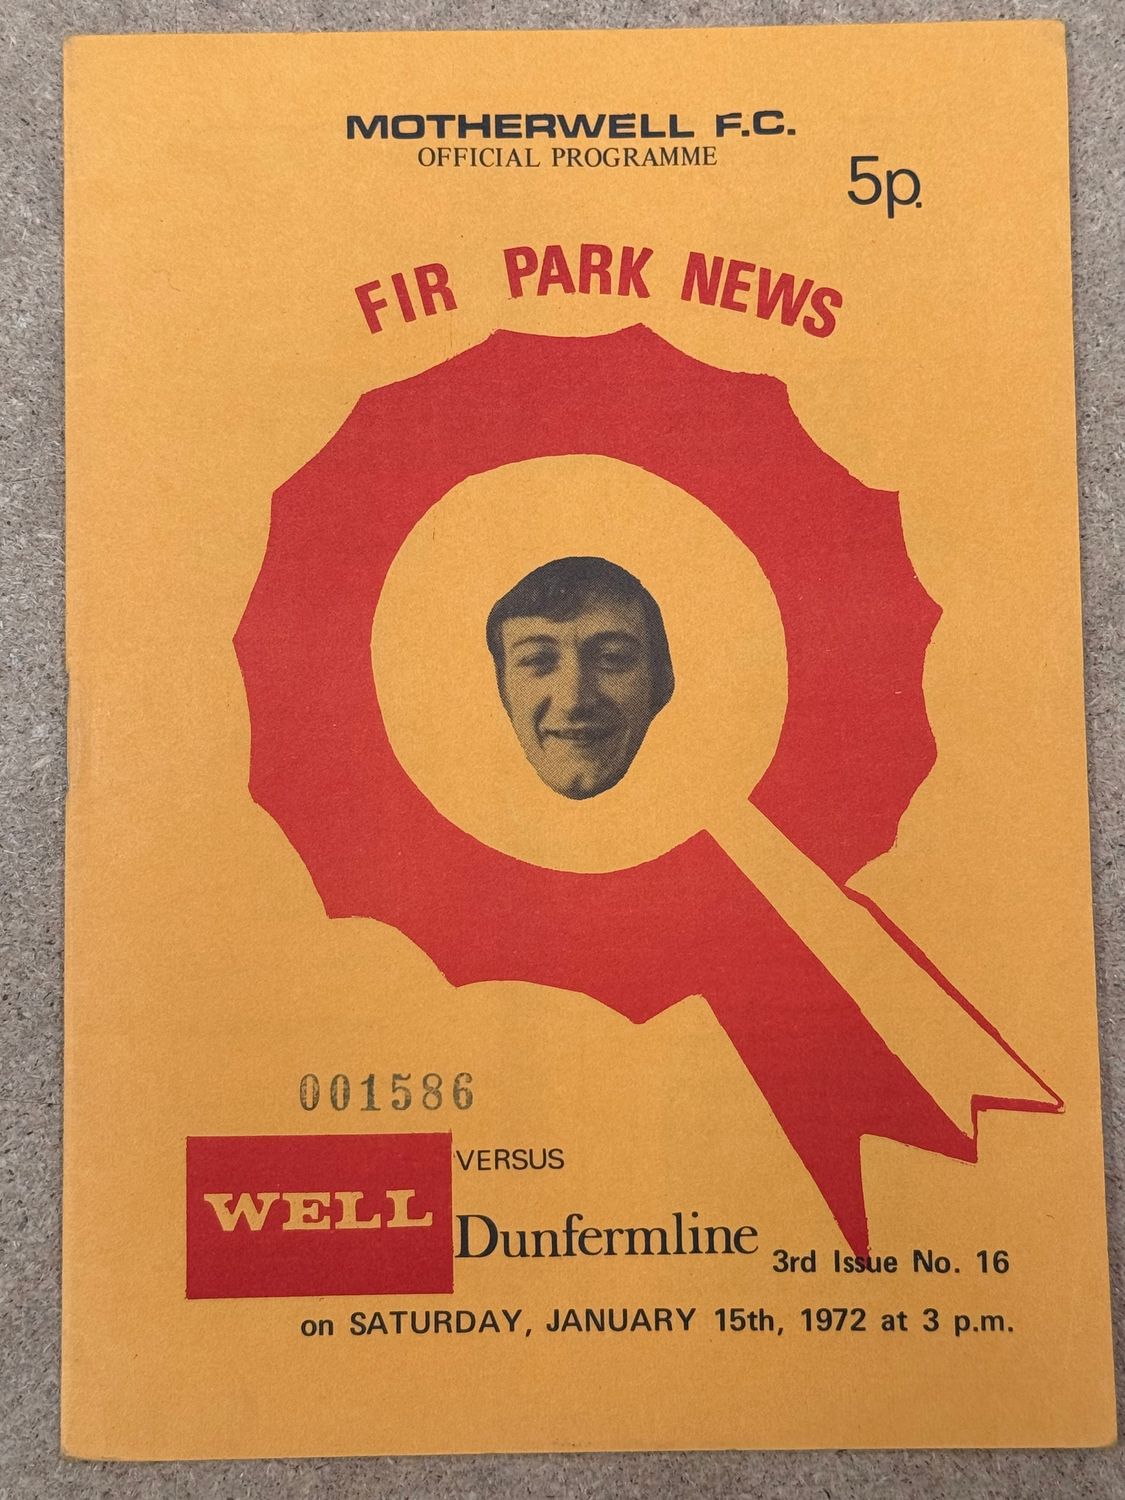 MOTHERWELL F.C.
OFFICIAL PROGRAMME
5p.
FIR PARK NEWS
001586
WELL
VERSUS
Dunfermline
3rd Issue No. 16
on SATURDAY, JANUARY 15th, 1972 at 3 p.m.